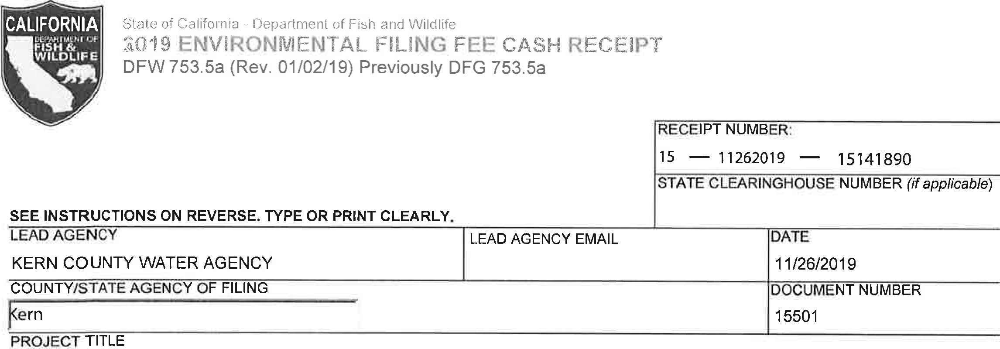 CALIFORNIA
DEPARTMENT OF
FISH &
WILDLIFE
State of California - Department of Fish and Wildlife
2019 ENVIRONMENTAL FILING FEE CASH RECEIPT
DFW 753.5a (Rev. 01/02/19) Previously DFG 753.5a
RECEIPT NUMBER:
15 — 11262019 — 15141890
STATE CLEARINGHOUSE NUMBER (if applicable)
SEE INSTRUCTIONS ON REVERSE. TYPE OR PRINT CLEARLY.
LEAD AGENCY
LEAD AGENCY EMAIL
DATE
KERN COUNTY WATER AGENCY
11/26/2019
COUNTY/STATE AGENCY OF FILING
DOCUMENT NUMBER
Kern
15501
PROJECT TITLE